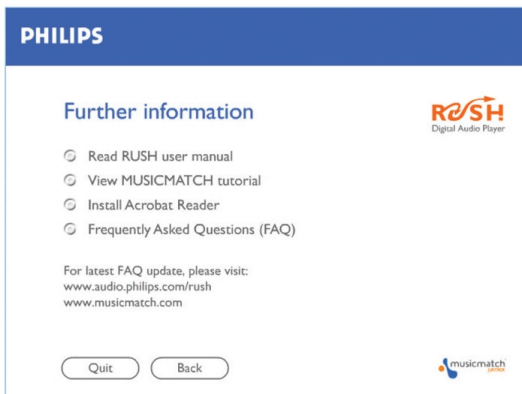 PHILIPS
Further information
RUSH
Digital Audio Player
Read RUSH user manual
View MUSICMATCH tutorial
Install Acrobat Reader
Frequently Asked Questions (FAQ)
For latest FAQ update, please visit:
www.audio.philips.com/rush
www.musicmatch.com
Quit
Back
musicmatch